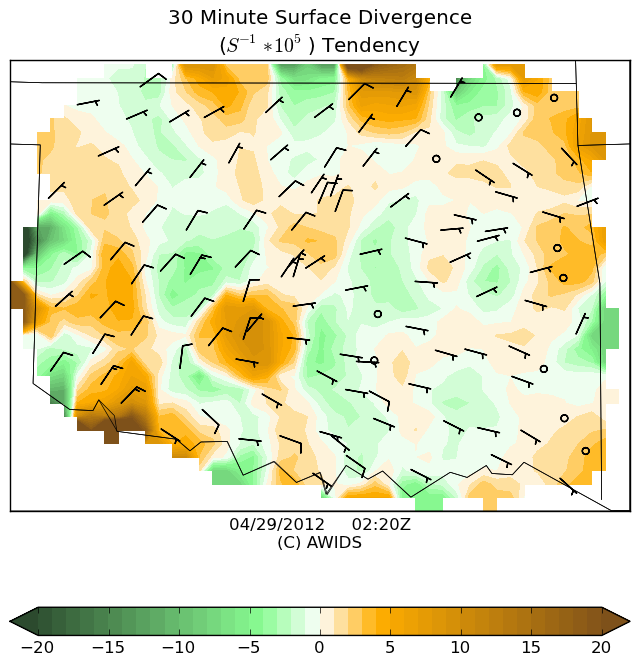 30 Minute Surface Divergence
(S⁻¹ * 10⁵ ) Tendency
04/29/2012 02:20Z
(C) AWIDS
−20 −15 −10 −5 0 5 10 15 20